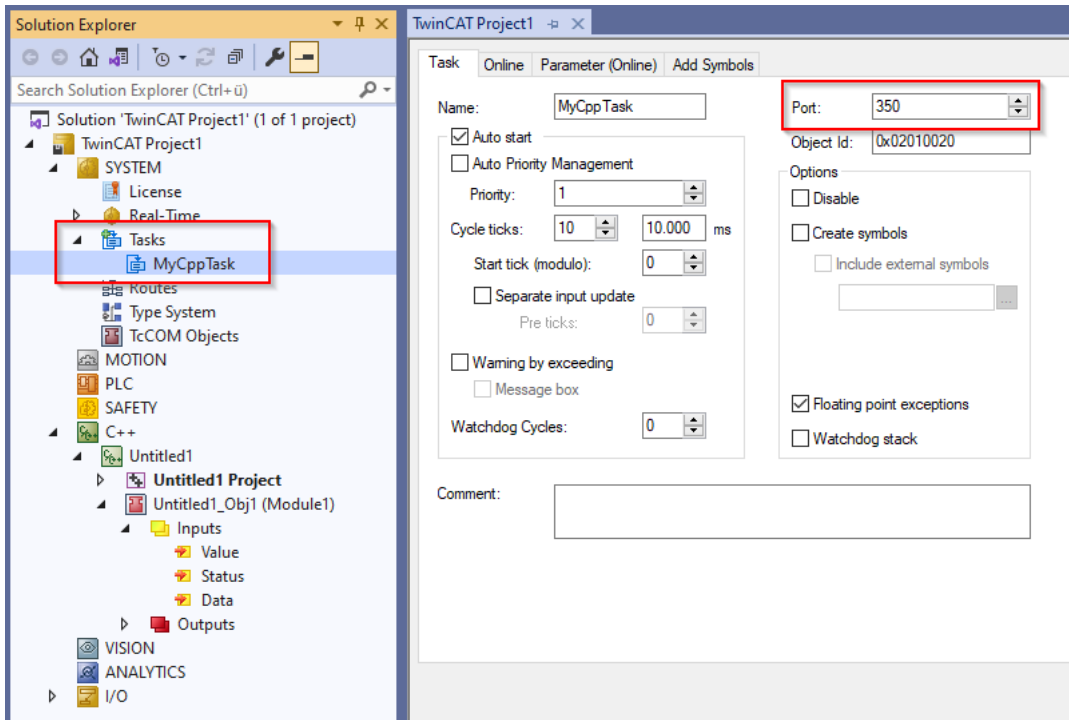 Solution Explorer
Search Solution Explorer (Ctrl+ü)
Solution 'TwinCAT Project1' (1 of 1 project)
TwinCAT Project1
SYSTEM
License
Real-Time
Tasks
MyCppTask
Routes
Type System
TcCOM Objects
MOTION
PLC
SAFETY
C++
Untitled1
Untitled1 Project
Untitled1_Obj1 (Module1)
Inputs
Value
Status
Data
Outputs
VISION
ANALYTICS
I/O
TwinCAT Project1
Task Online Parameter (Online) Add Symbols
Name: MyCppTask Port: 350
Auto start Object Id: 0x02010020
Auto Priority Management Options
Priority: 1 Disable
Cycle ticks: 10 10.000 ms Create symbols
Start tick (modulo): 0 Include external symbols
Separate input update ...
Pre ticks: 0
Warning by exceeding
Message box Floating point exceptions
Watchdog Cycles: 0 Watchdog stack
Comment: